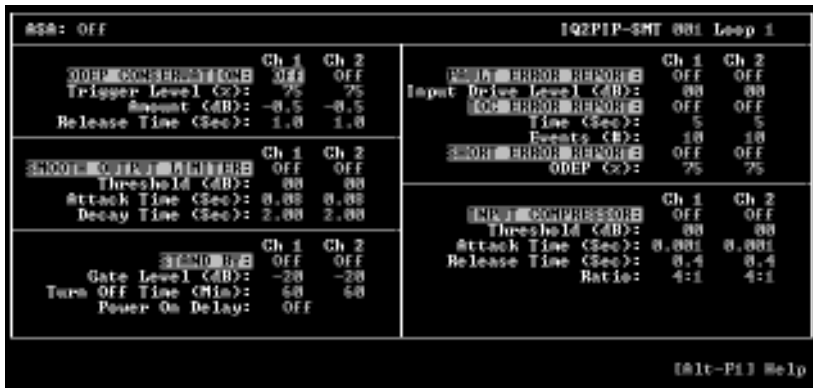 ASA: OFF
IQ2PIP-SMT 001 Loop 1
Ch 1 Ch 2
ODEP CONSERVATION: OFF OFF
Trigger Level (%): 75 75
Amount (dB): -0.5 -0.5
Release Time (Sec): 1.0 1.0
Ch 1 Ch 2
SMOOTH OUTPUT LIMITER: OFF OFF
Threshold (dB): 00 00
Attack Time (Sec): 0.08 0.08
Decay Time (Sec): 2.00 2.00
Ch 1 Ch 2
STAND BY: OFF OFF
Gate Level (dB): -20 -20
Turn Off Time (Min): 60 60
Power On Delay: OFF
Ch 1 Ch 2
FAULT ERROR REPORT: OFF OFF
Input Drive Level (dB): 00 00
IOC ERROR REPORT: OFF OFF
Time (Sec): 5 5
Events (#): 10 10
SHORT ERROR REPORT: OFF OFF
ODEP (%): 75 75
Ch 1 Ch 2
INPUT COMPRESSOR: OFF OFF
Threshold (dB): 00 00
Attack Time (Sec): 0.001 0.001
Release Time (Sec): 0.4 0.4
Ratio: 4:1 4:1
[Alt-F1] Help